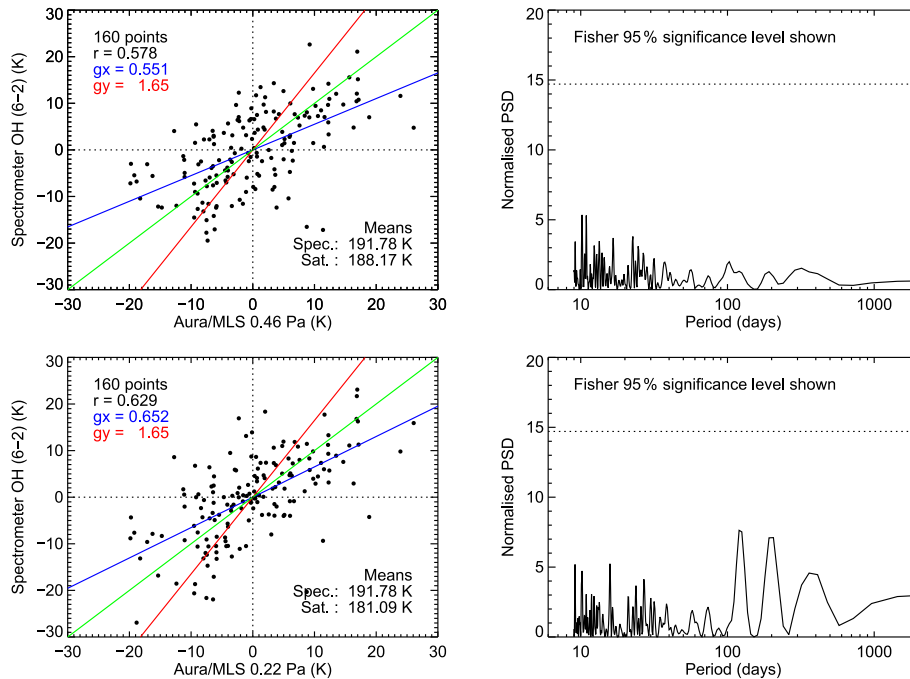 30
20
10
0
−10
−20
−30
Spectrometer OH (6−2) (K)
160 points
r = 0.578
gx = 0.551
gy = 1.65
Means
Spec.: 191.78 K
Sat.: 188.17 K
−30 −20 −10 0 10 20 30
Aura/MLS 0.46 Pa (K)
20
15
10
5
0
Normalised PSD
Fisher 95% significance level shown
10 100 1000
Period (days)
30
20
10
0
−10
−20
−30
Spectrometer OH (6−2) (K)
160 points
r = 0.629
gx = 0.652
gy = 1.65
Means
Spec.: 191.78 K
Sat.: 181.09 K
−30 −20 −10 0 10 20 30
Aura/MLS 0.22 Pa (K)
20
15
10
5
0
Normalised PSD
Fisher 95% significance level shown
10 100 1000
Period (days)